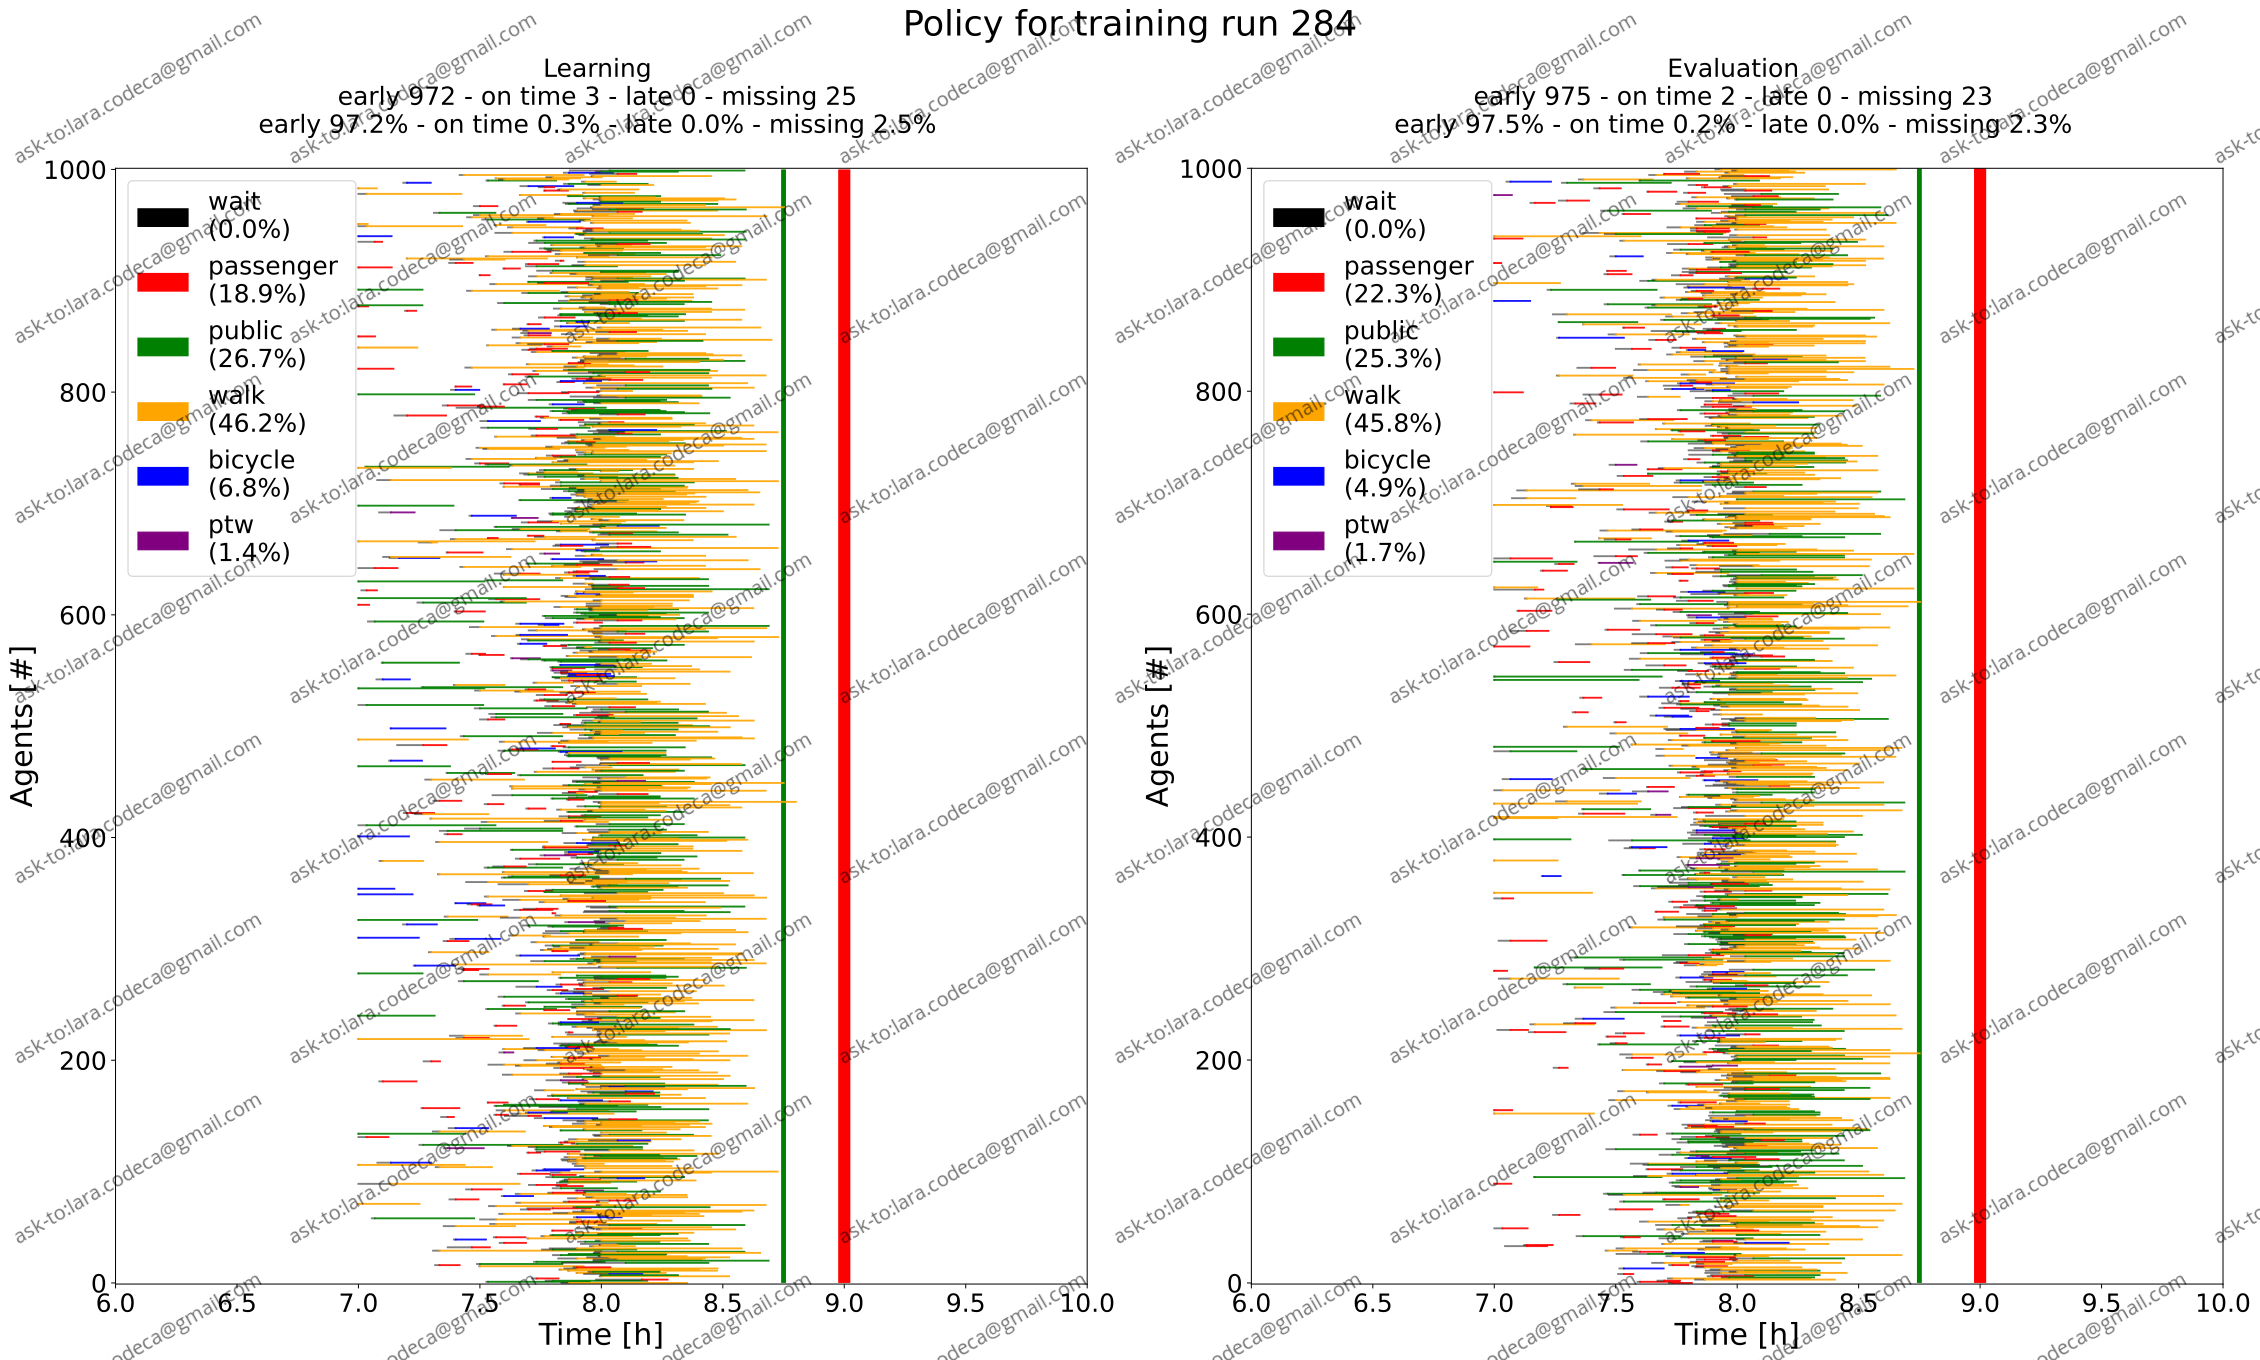 Policy for training run 284
Learning
early 972 - on time 3 - late 0 - missing 25
early 97.2% - on time 0.3% - late 0.0% - missing 2.5%
1000
800
600
400
200
0
Agents [#]
wait
(0.0%)
passenger
(18.9%)
public
(26.7%)
walk
(46.2%)
bicycle
(6.8%)
ptw
(1.4%)
6.0 6.5 7.0 7.5 8.0 8.5 9.0 9.5 10.0
Time [h]
Evaluation
early 975 - on time 2 - late 0 - missing 23
early 97.5% - on time 0.2% - late 0.0% - missing 2.3%
1000
800
600
400
200
0
Agents [#]
wait
(0.0%)
passenger
(22.3%)
public
(25.3%)
walk
(45.8%)
bicycle
(4.9%)
ptw
(1.7%)
6.0 6.5 7.0 7.5 8.0 8.5 9.0 9.5 10.0
Time [h]
ask-to:lara.codeca@gmail.com